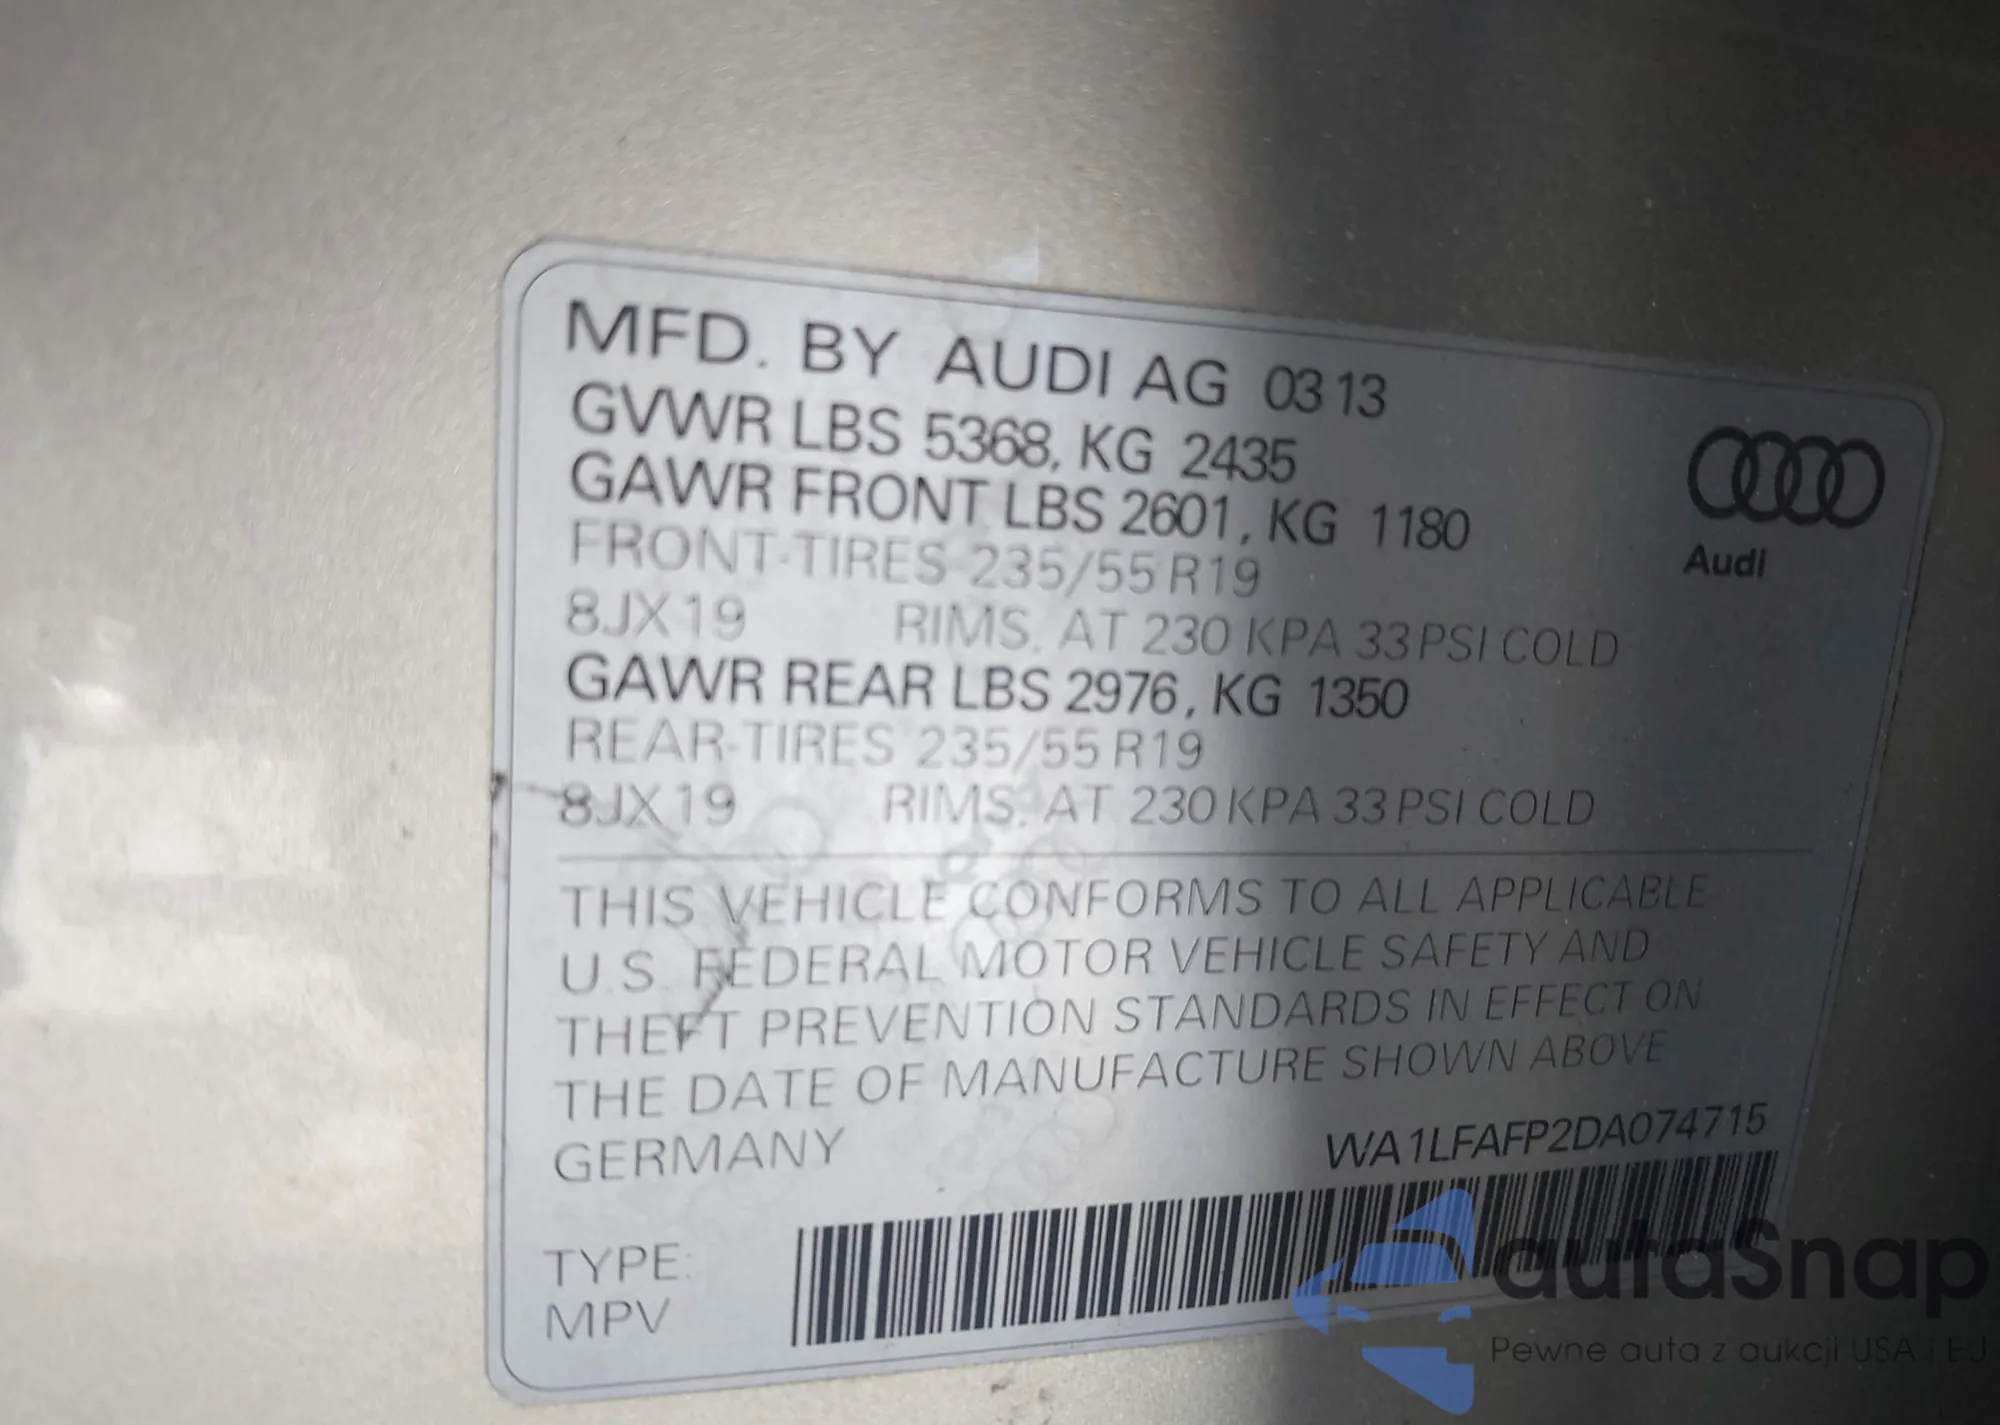 MFD. BY AUDI AG 03 13
GVWR LBS 5368, KG 2435
GAWR FRONT LBS 2601, KG 1180
FRONT-TIRES 235/55 R19
8JX19 RIMS. AT 230 KPA 33 PSI COLD
GAWR REAR LBS 2976, KG 1350
REAR-TIRES 235/55 R19
8JX19 RIMS. AT 230 KPA 33 PSI COLD
Audi
THIS VEHICLE CONFORMS TO ALL APPLICABLE
U.S. FEDERAL MOTOR VEHICLE SAFETY AND
THEFT PREVENTION STANDARDS IN EFFECT ON
THE DATE OF MANUFACTURE SHOWN ABOVE
GERMANY WA1LFAFP2DA074715
TYPE:
MPV
autaSnap
Pewne auta z aukcji USA i EU